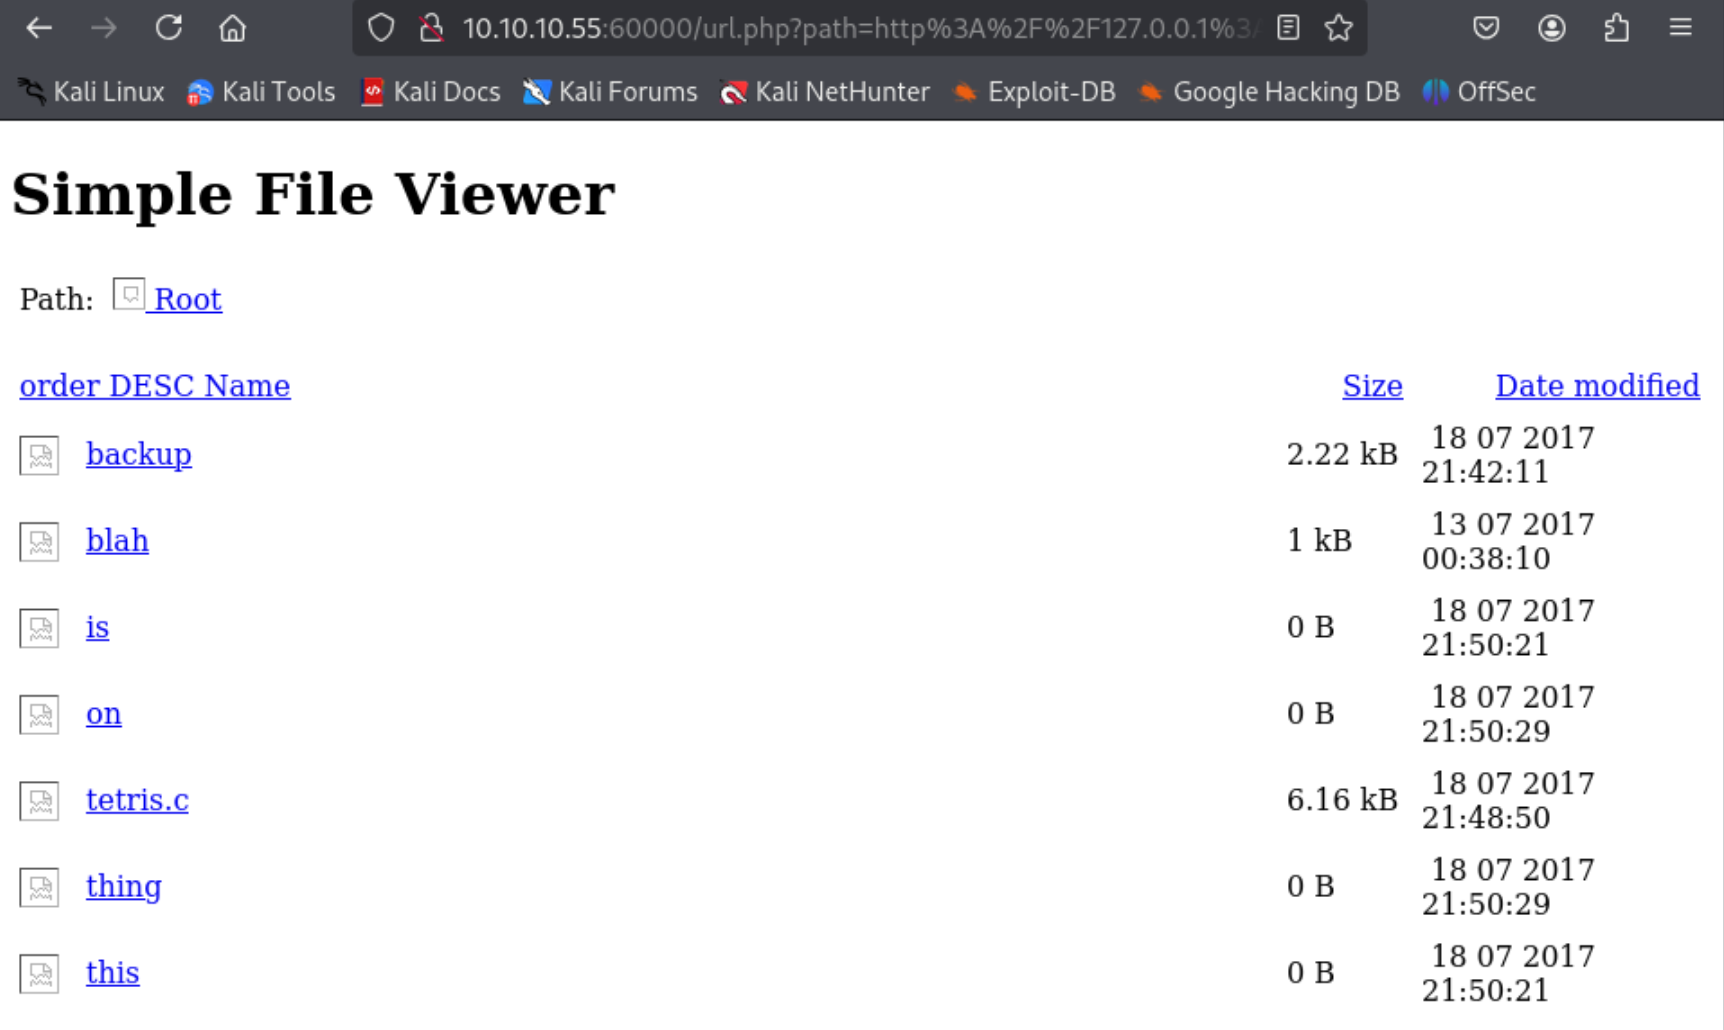 10.10.10.55:60000/url.php?path=http%3A%2F%2F127.0.0.1%3A
Kali Linux Kali Tools Kali Docs Kali Forums Kali NetHunter Exploit-DB Google Hacking DB OffSec
Simple File Viewer
Path: Root
order DESC Name Size Date modified
backup 2.22 kB 18 07 2017
21:42:11
blah 1 kB 13 07 2017
00:38:10
is 0 B 18 07 2017
21:50:21
on 0 B 18 07 2017
21:50:29
tetris.c 6.16 kB 18 07 2017
21:48:50
thing 0 B 18 07 2017
21:50:29
this 0 B 18 07 2017
21:50:21